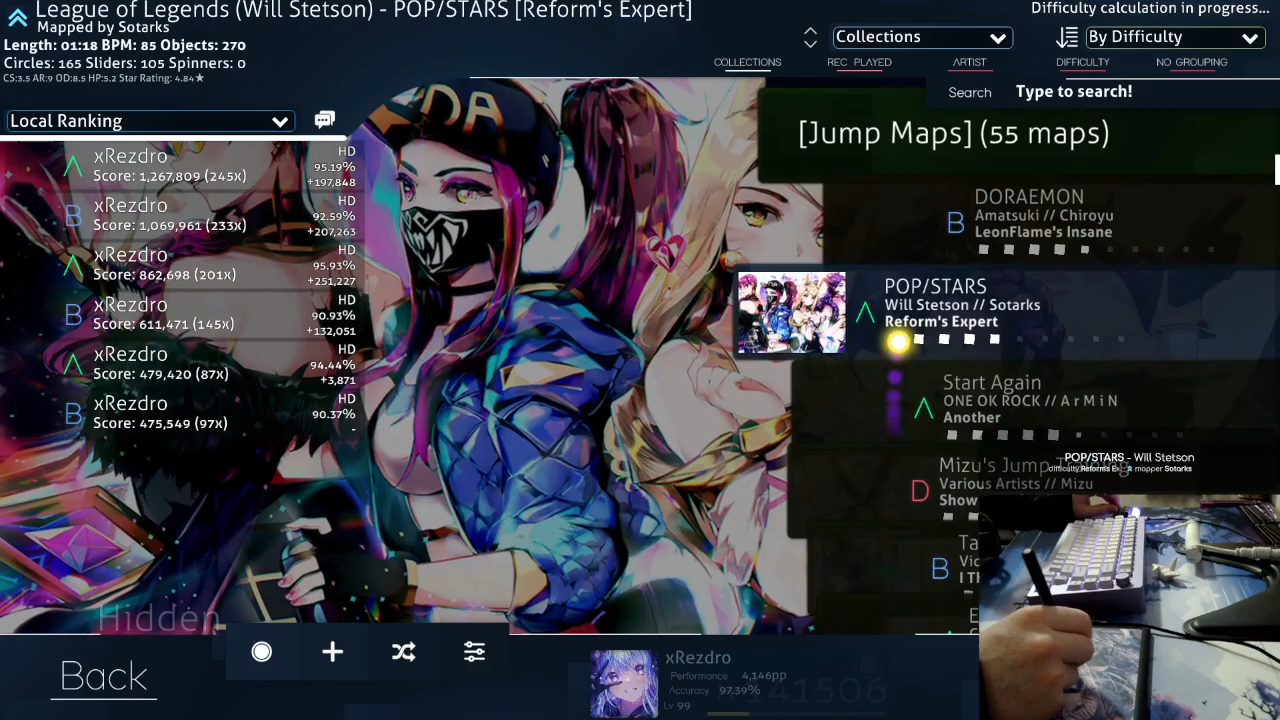 League of Legends (Will Stetson) - POP/STARS [Reform's Expert]
Mapped by Sotarks
Length: 01:18 BPM: 85 Objects: 270
Circles: 165 Sliders: 105 Spinners: 0
CS:3.5 AR:9 OD:8.5 HP:5.2 Star Rating: 4.84★
Difficulty calculation in progress...
Collections
By Difficulty
COLLECTIONS
REC PLAYED
ARTIST
DIFFICULTY
NO GROUPING
Search
Type to search!
Local Ranking
xRezdro
Score: 1,267,809 (245x)
HD
95.19%
+197,848
B
xRezdro
Score: 1,069,961 (233x)
HD
92.59%
+207,263
xRezdro
Score: 862,698 (201x)
HD
95.93%
+251,227
B
xRezdro
Score: 611,471 (145x)
HD
90.93%
+132,051
xRezdro
Score: 479,420 (87x)
HD
94.44%
+3,871
B
xRezdro
Score: 475,549 (97x)
HD
90.37%
-
DA
[Jump Maps] (55 maps)
B
DORAEMON
Amatsuki // Chiroyu
LeonFlame's Insane
POP/STARS
Will Stetson // Sotarks
Reform's Expert
Start Again
ONE OK ROCK // A r M i N
Another
D
Mizu's Jump
Various Artists // Mizu
Show
POP/STARS - Will Stetson
mapper Sotarks
B
Ta
Vic
I Th
Hidden
Back
xRezdro
Performance 4,146pp
Accuracy 97.39%
Lv 99
#141506